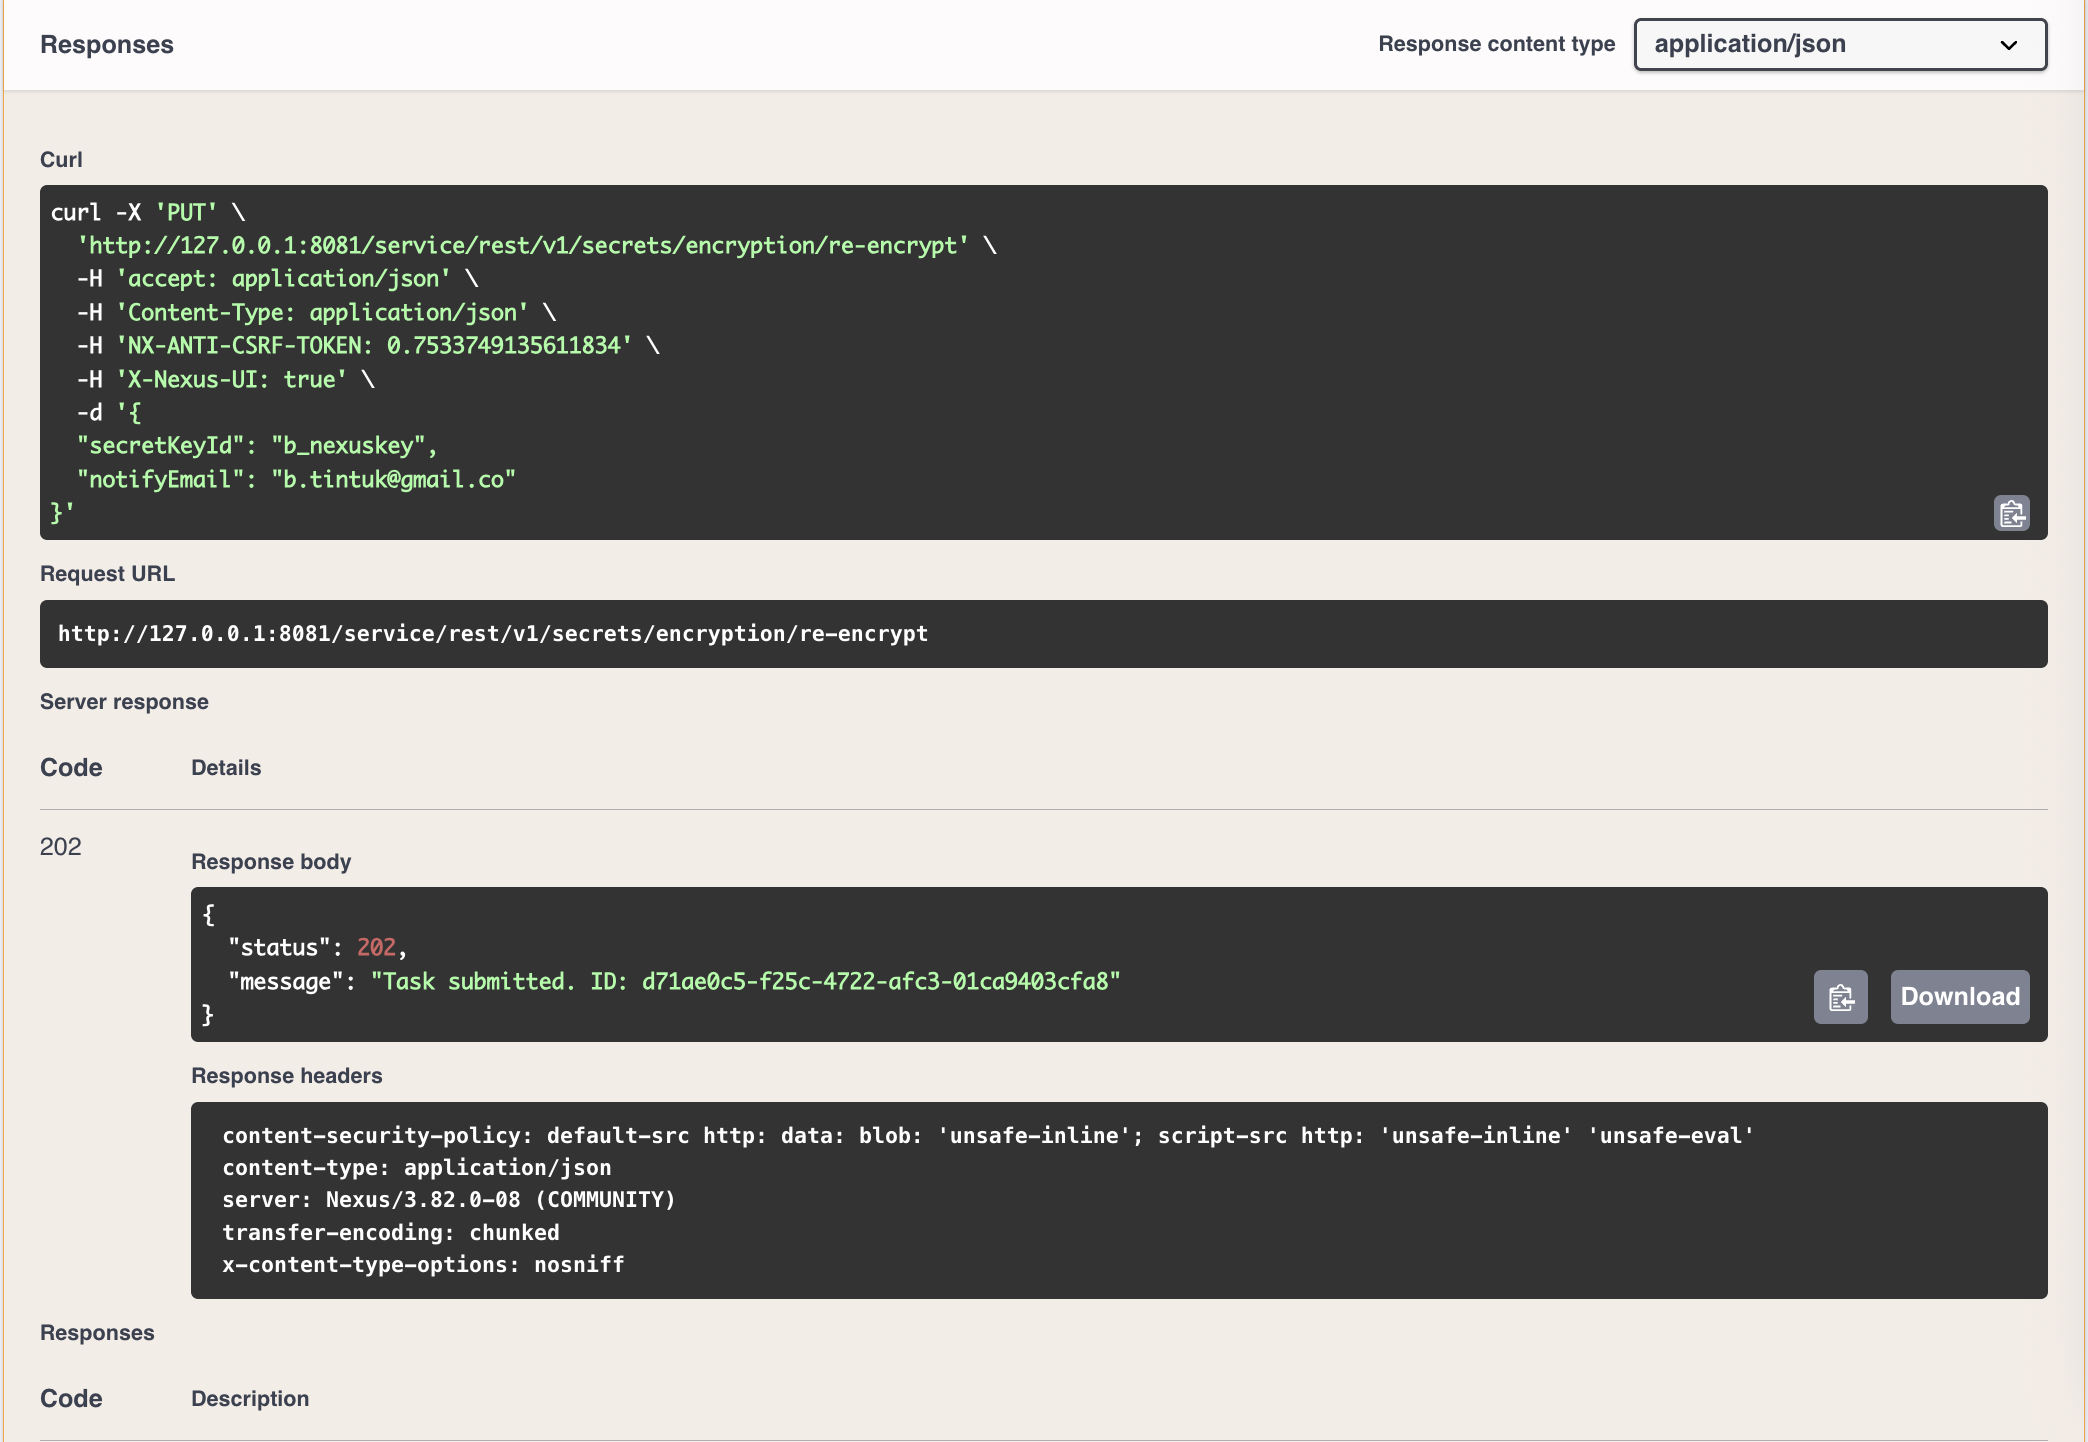 Responses
Response content type application/json
Curl
curl -X 'PUT' \
  'http://127.0.0.1:8081/service/rest/v1/secrets/encryption/re-encrypt' \
  -H 'accept: application/json' \
  -H 'Content-Type: application/json' \
  -H 'NX-ANTI-CSRF-TOKEN: 0.7533749135611834' \
  -H 'X-Nexus-UI: true' \
  -d '{
  "secretKeyId": "b_nexuskey",
  "notifyEmail": "b.tintuk@gmail.co"
}'
Request URL
http://127.0.0.1:8081/service/rest/v1/secrets/encryption/re-encrypt
Server response
Code Details
202
Response body
{
  "status": 202,
  "message": "Task submitted. ID: d71ae0c5-f25c-4722-afc3-01ca9403cfa8"
}
Download
Response headers
content-security-policy: default-src http: data: blob: 'unsafe-inline'; script-src http: 'unsafe-inline' 'unsafe-eval'
content-type: application/json
server: Nexus/3.82.0-08 (COMMUNITY)
transfer-encoding: chunked
x-content-type-options: nosniff
Responses
Code Description